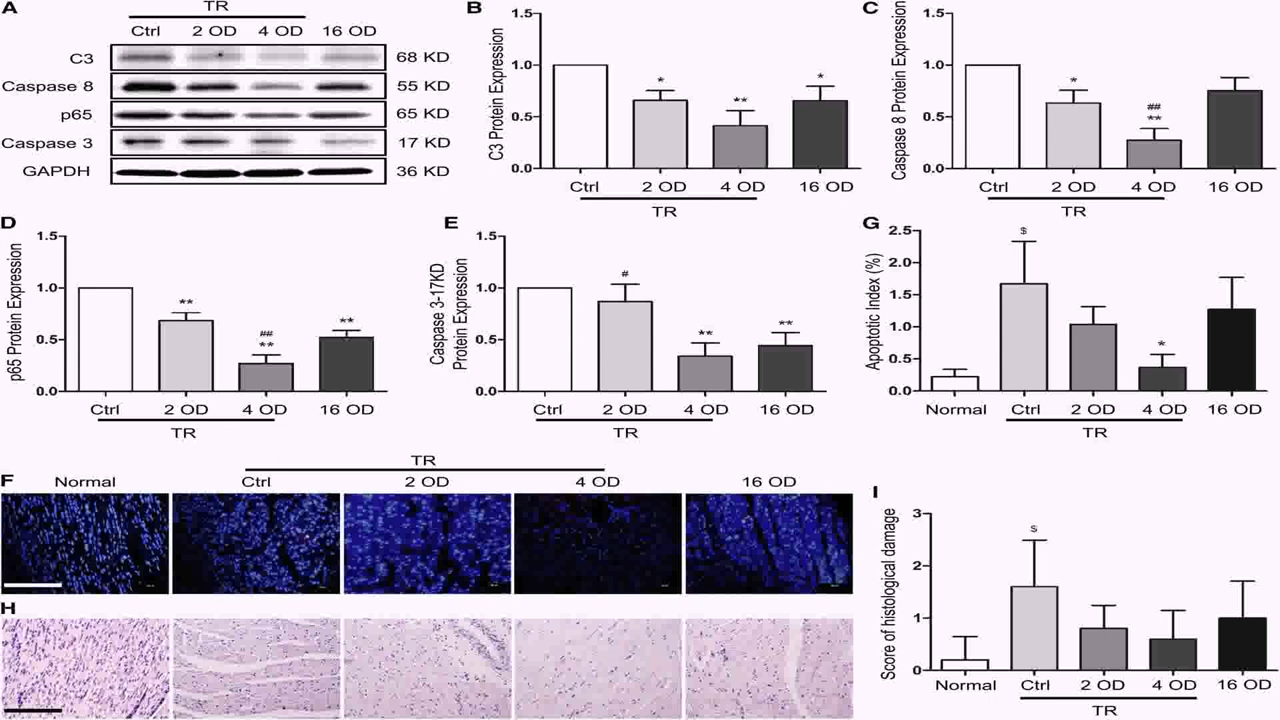 A
TR
Ctrl 2 OD 4 OD 16 OD
C3 68 KD
Caspase 8 55 KD
p65 65 KD
Caspase 3 17 KD
GAPDH 36 KD
B
C3 Protein Expression
1.5
1.0
0.5
0.0
* ** *
Ctrl 2 OD 4 OD 16 OD
TR
C
Caspase 8 Protein Expression
1.5
1.0
0.5
0.0
* ## **
Ctrl 2 OD 4 OD 16 OD
TR
D
p65 Protein Expression
1.5
1.0
0.5
0.0
** ## ** **
Ctrl 2 OD 4 OD 16 OD
TR
E
Caspase 3-17KD
Protein Expression
1.5
1.0
0.5
0.0
# ** **
Ctrl 2 OD 4 OD 16 OD
TR
G
Apoptotic Index (%)
2.5
2.0
1.5
1.0
0.5
0.0
$ *
Normal Ctrl 2 OD 4 OD 16 OD
TR
F
TR
Normal Ctrl 2 OD 4 OD 16 OD
H
I
Score of histological damage
3
2
1
0
$
Normal Ctrl 2 OD 4 OD 16 OD
TR